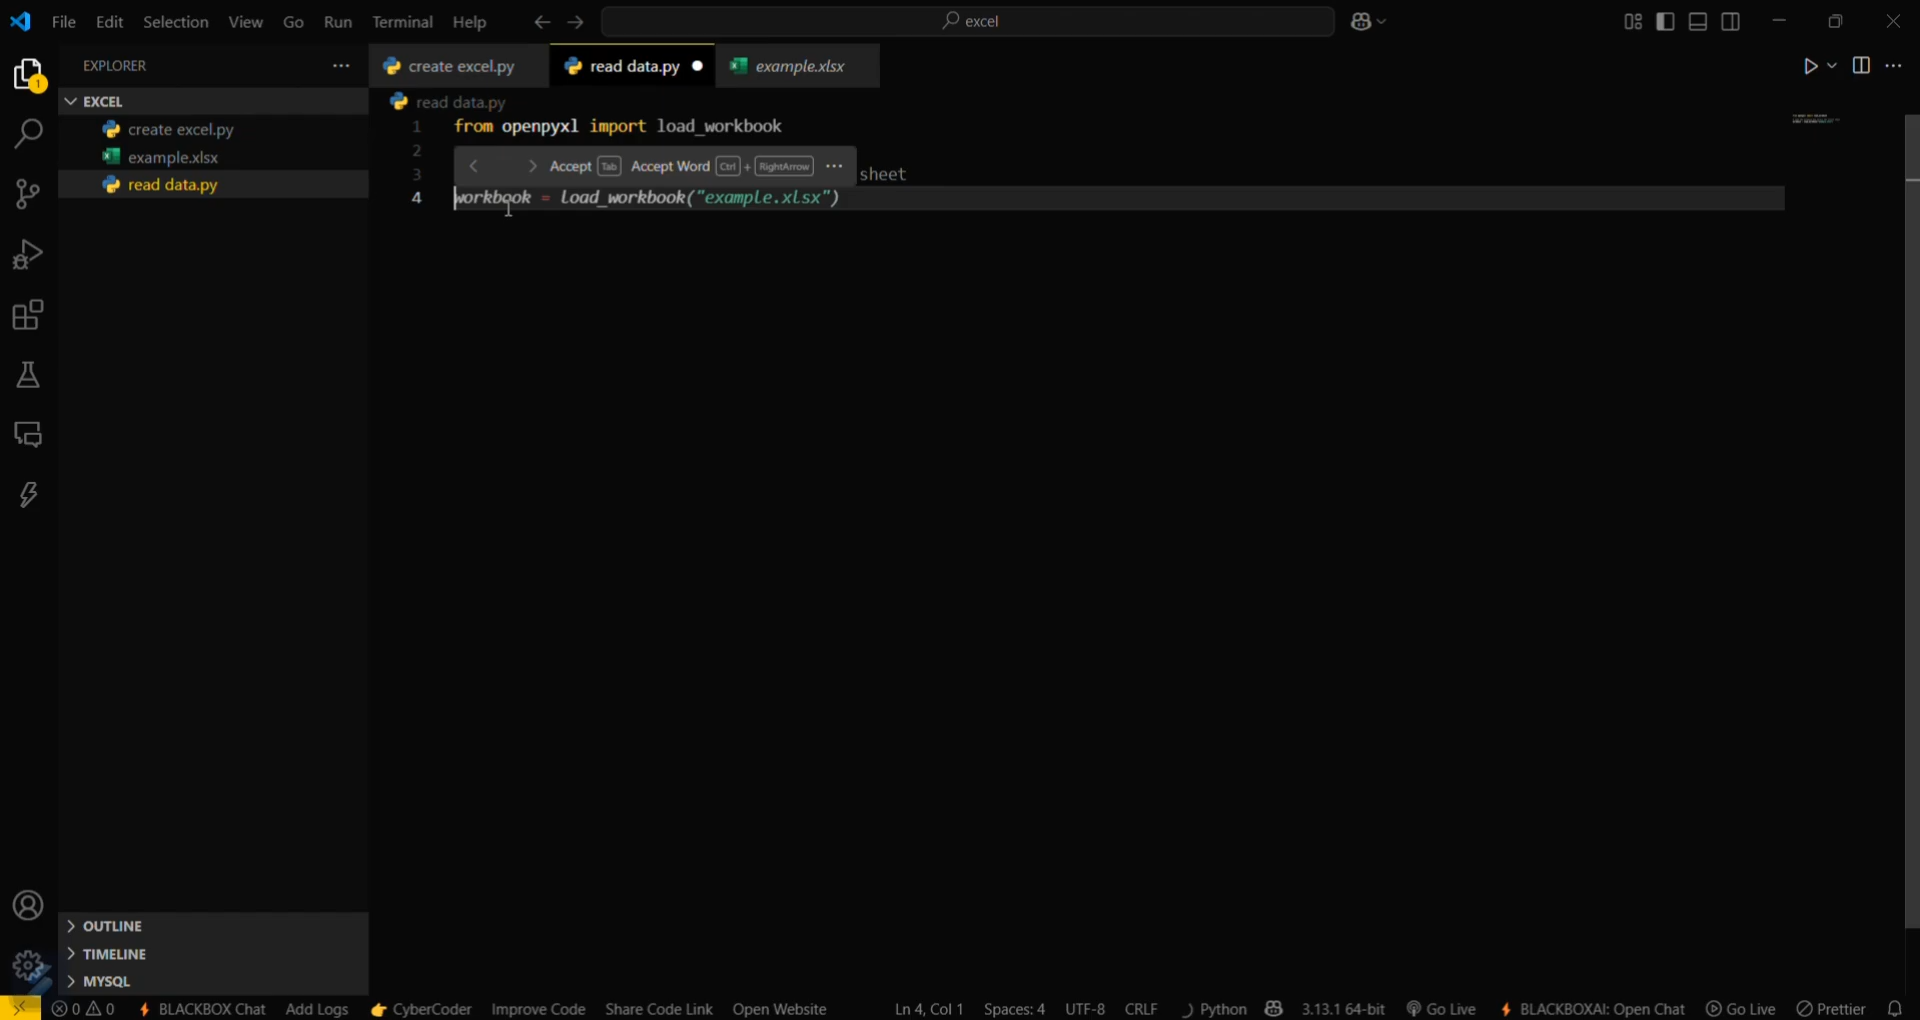 File Edit Selection View Go Run Terminal Help
excel
EXPLORER
1
EXCEL
create excel.py
example.xlsx
read data.py
create excel.py
read data.py
example.xlsx
read data.py
1 from openpyxl import load_workbook
2
Accept Tab Accept Word Ctrl + RightArrow
3 sheet
4 workbook = load_workbook("example.xlsx")
OUTLINE
TIMELINE
MYSQL
0 0 BLACKBOX Chat Add Logs CyberCoder Improve Code Share Code Link Open Website Ln 4, Col 1 Spaces: 4 UTF-8 CRLF Python 3.13.1 64-bit Go Live BLACKBOXAI: Open Chat Go Live Prettier